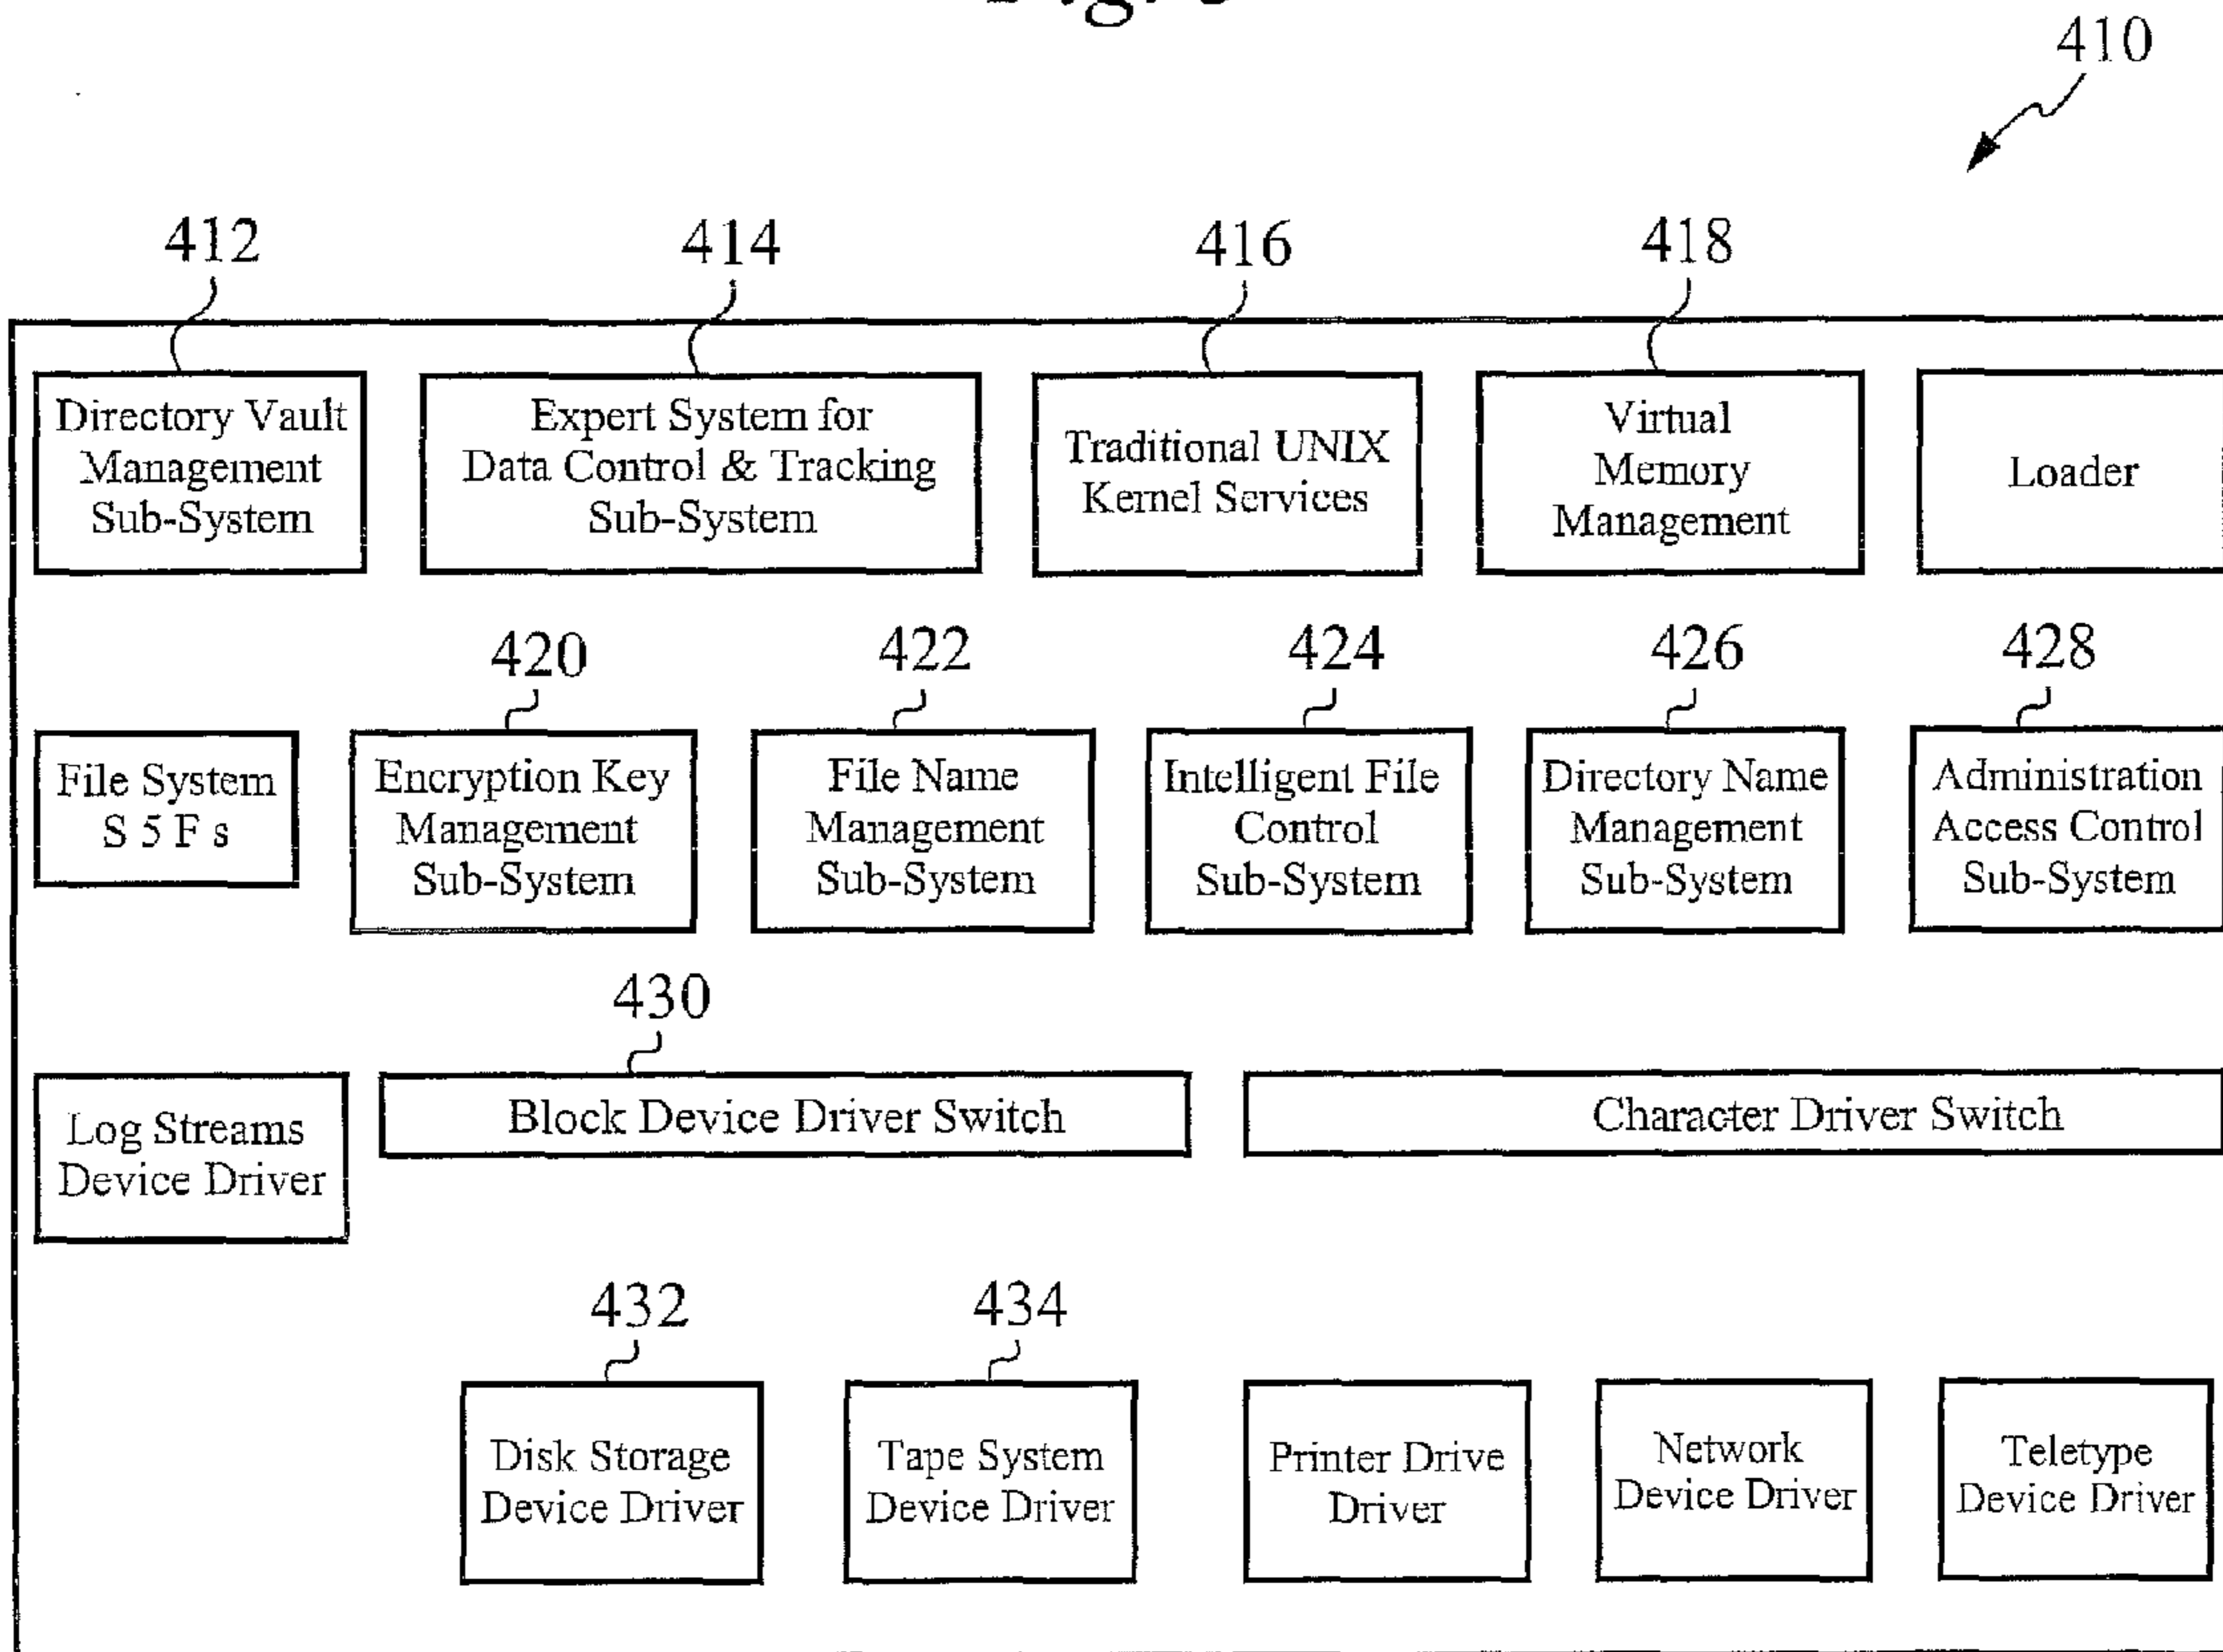 410
412
414
416
418
Directory Vault
Management
Sub-System
Expert System for
Data Control & Tracking
Sub-System
Traditional UNIX
Kernel Services
Virtual
Memory
Management
Loader
420
422
424
426
428
File System
S 5 F s
Encryption Key
Management
Sub-System
File Name
Management
Sub-System
Intelligent File
Control
Sub-System
Directory Name
Management
Sub-System
Administration
Access Control
Sub-System
430
Log Streams
Device Driver
Block Device Driver Switch
Character Driver Switch
432
434
Disk Storage
Device Driver
Tape System
Device Driver
Printer Drive
Driver
Network
Device Driver
Teletype
Device Driver